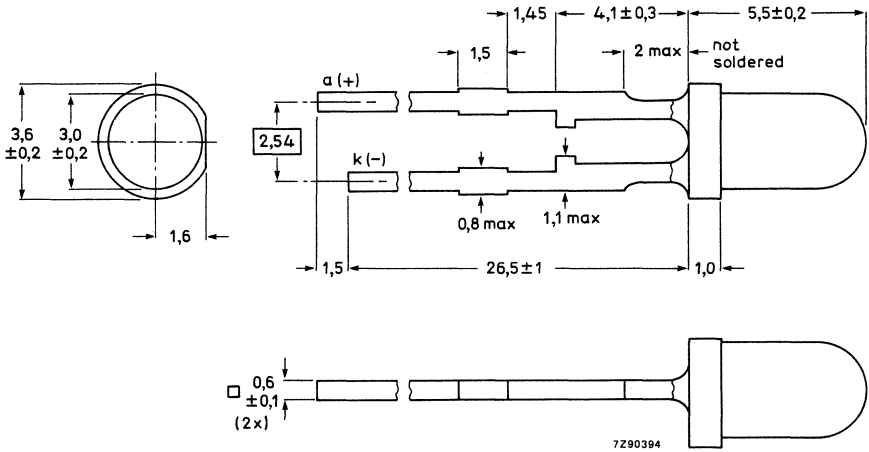 1,45
4,1±0,3
5,5±0,2
1,5
2 max
not
soldered
a (+)
3,6
±0,2
3,0
±0,2
2,54
k (-)
0,8 max
1,1 max
1,6
1,5
26,5±1
1,0
□ 0,6
±0,1
(2x)
7Z90394